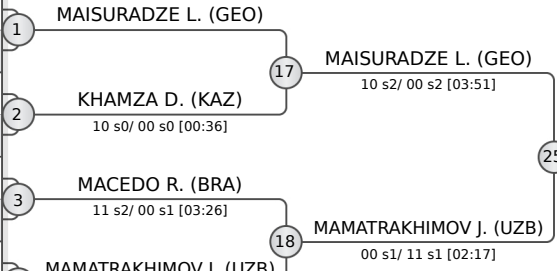 MAISURADZE L. (GEO)
1
MAISURADZE L. (GEO)
17
10 s2/ 00 s2 [03:51]
KHAMZA D. (KAZ)
2
10 s0/ 00 s0 [00:36]
25
MACEDO R. (BRA)
3
11 s2/ 00 s1 [03:26]
MAMATRAKHIMOV J. (UZB)
18
00 s1/ 11 s1 [02:17]
MAMATRAKHIMOV J. (UZB)